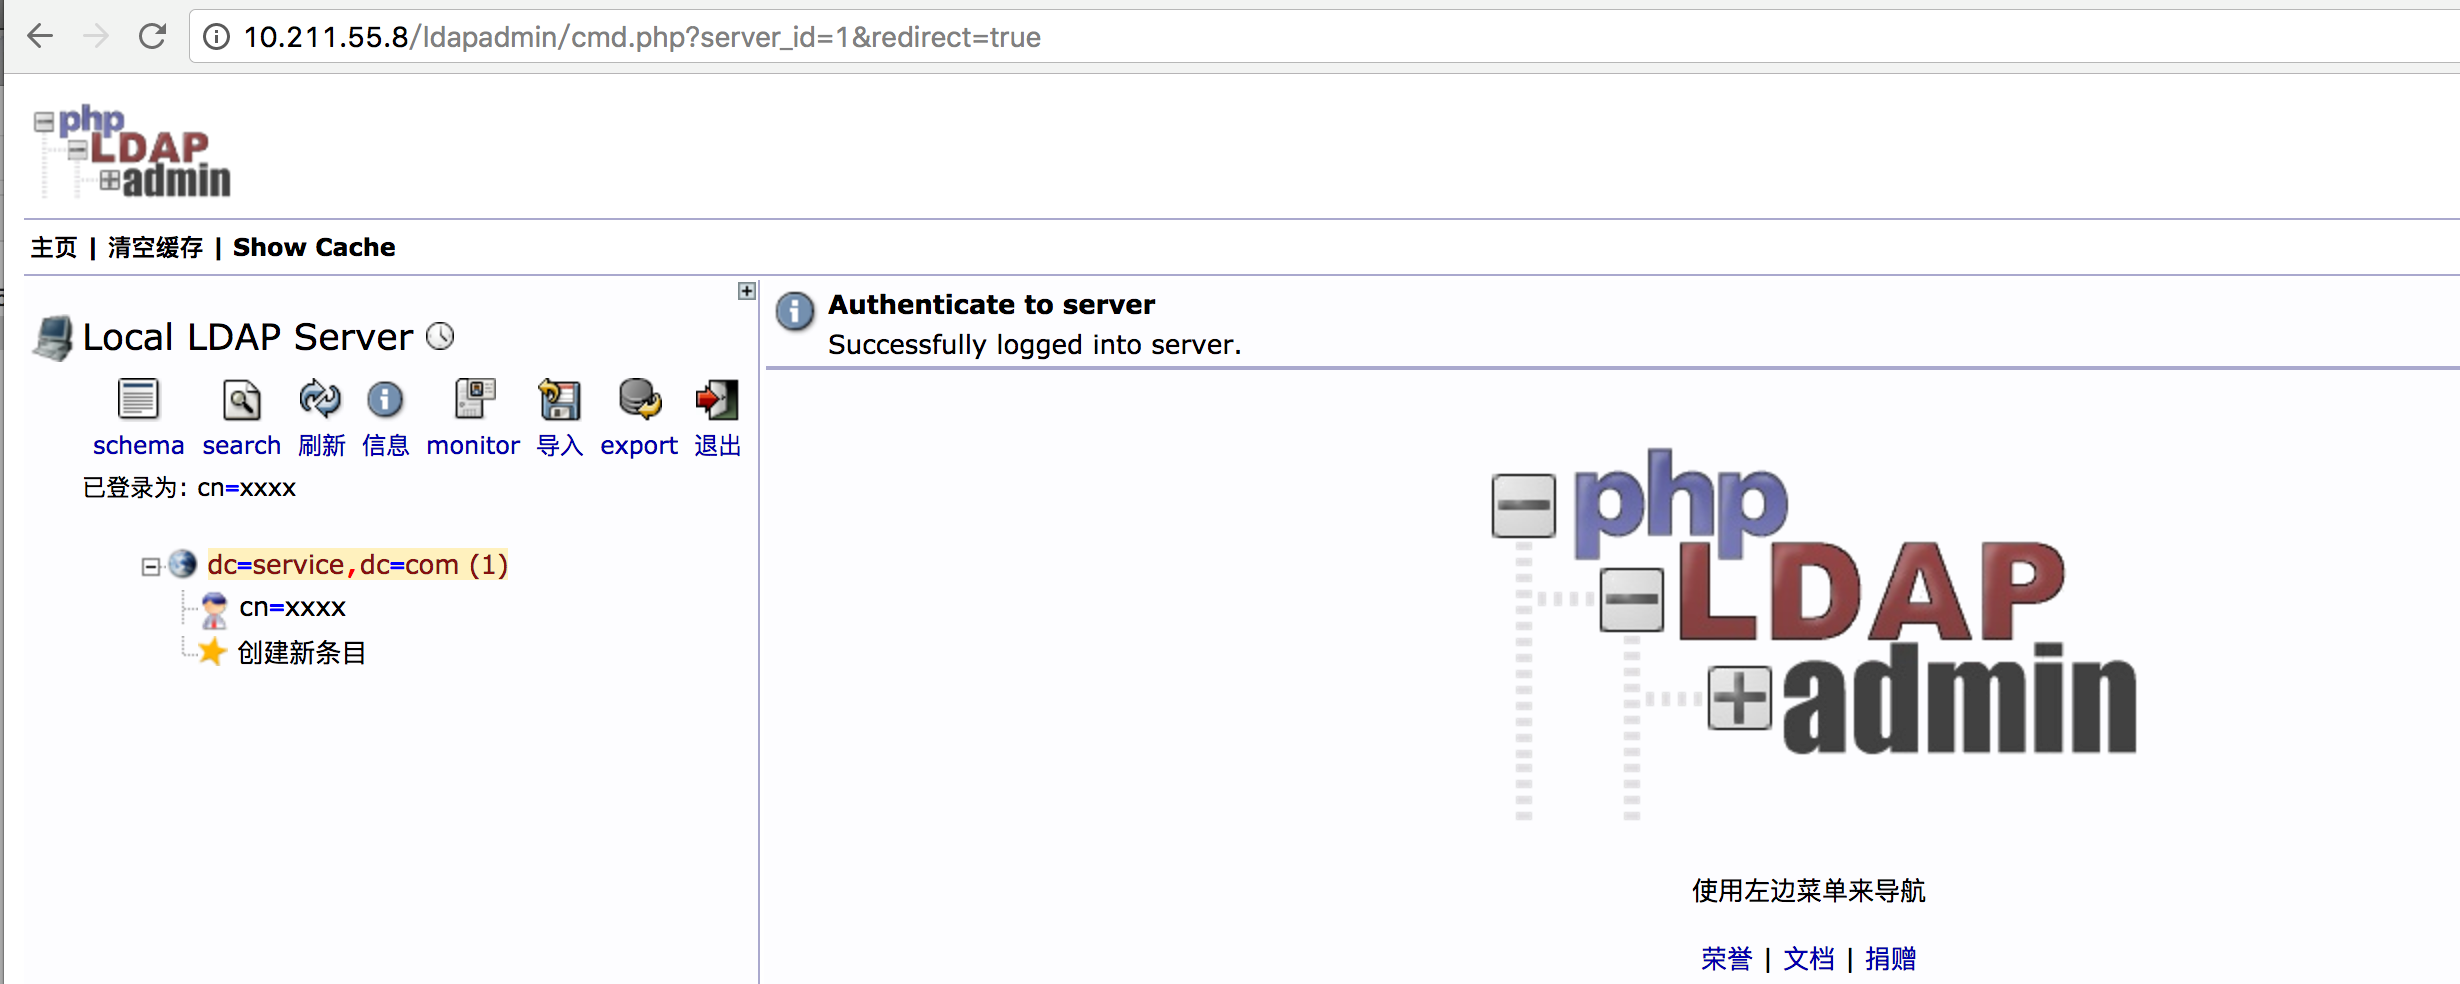 10.211.55.8/ldapadmin/cmd.php?server_id=1&redirect=true
php
LDAP
admin
主页 | 清空缓存 | Show Cache
Local LDAP Server
schema search 刷新 信息 monitor 导入 export 退出
已登录为: cn=xxxx
dc=service,dc=com (1)
cn=xxxx
创建新条目
Authenticate to server
Successfully logged into server.
php
LDAP
admin
使用左边菜单来导航
荣誉 | 文档 | 捐赠